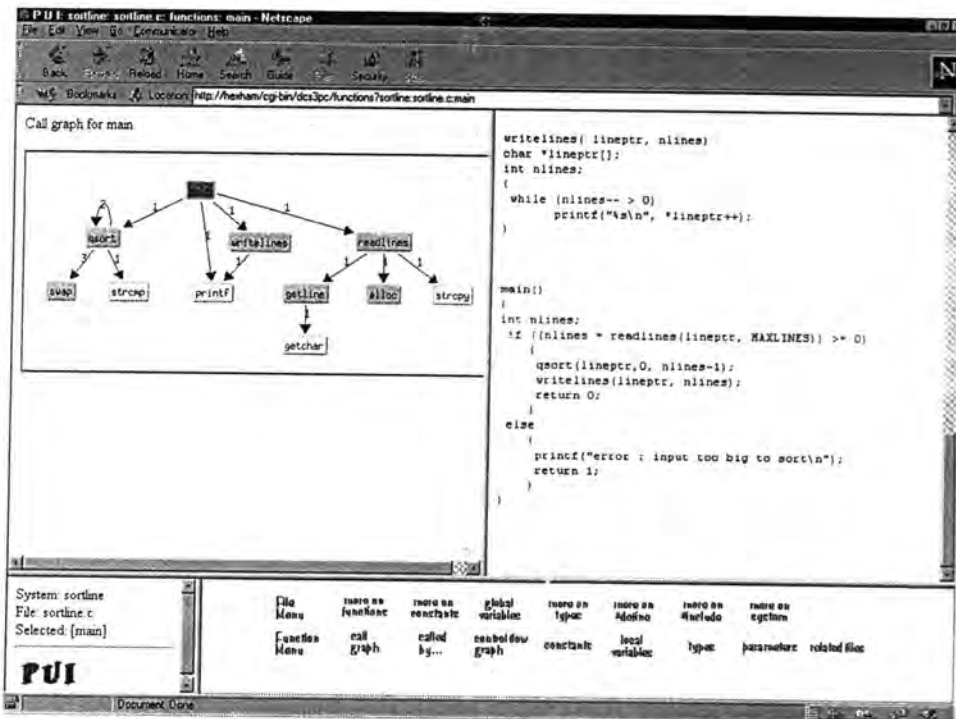 P U I: sortline: sortline.c: functions: main - Netscape
File Edit View Go Communicator Help
Back Reload Home Search Guide Security
Bookmarks Location: http://hexham/cgi-bin/dcs3pc/functions?sortline:sortline.c:main
Call graph for main
2
1
1
1
1
qsort
writelines
readlines
3
1
1
1
1
1
swap
strcmp
printf
getline
alloc
strcpy
1
getchar
writelines( lineptr, nlines)
char *lineptr[];
int nlines;
{
while (nlines-- > 0)
printf("%s\n", *lineptr++);
}
main()
{
int nlines;
if ((nlines = readlines(lineptr, MAXLINES)) >= 0)
{
qsort(lineptr,0, nlines-1);
writelines(lineptr, nlines);
return 0;
}
else
{
printf("error : input too big to sort\n");
return 1;
}
}
System: sortline
File: sortline.c
Selected: [main]
PUI
File Menu
more on functions
more on constants
global variables
more on types
more on #define
more on #include
more on system
Function Menu
call graph
called by...
control flow graph
constants
local variables
types
parameters
related files
Document Done